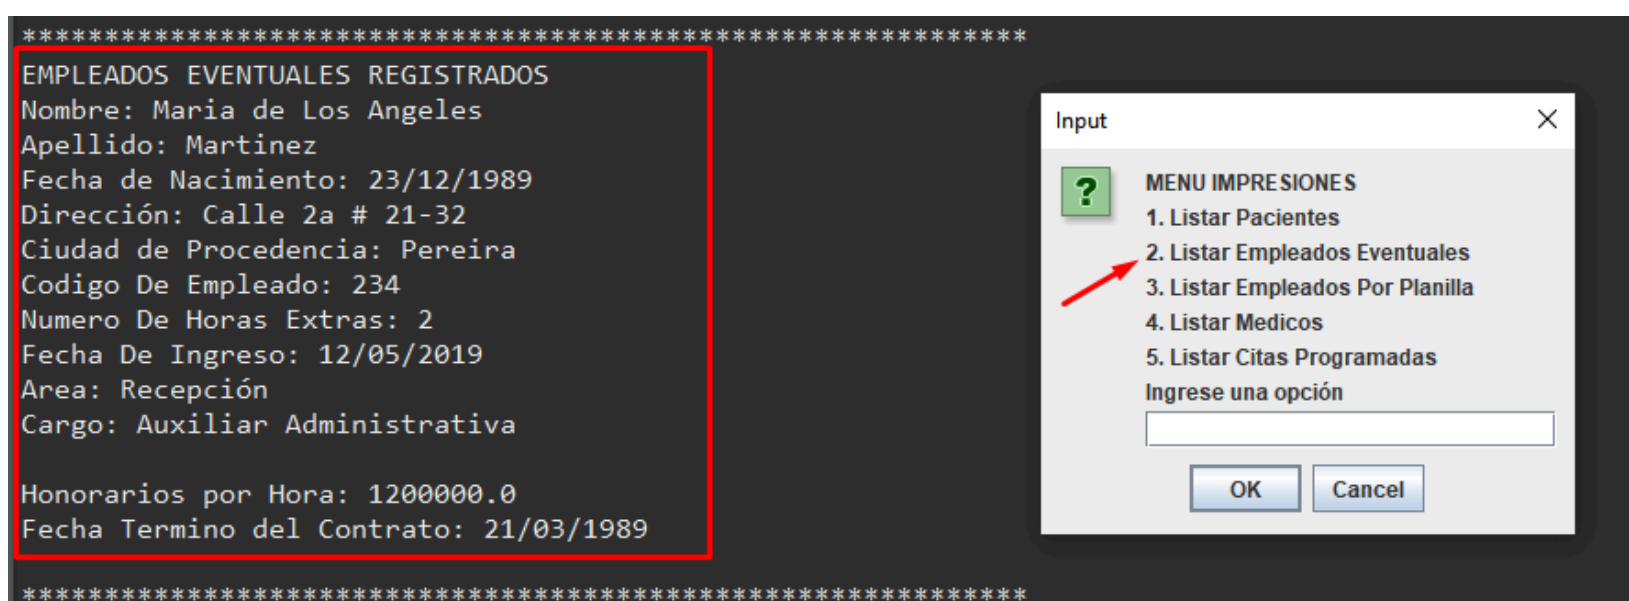 **************************************************************
EMPLEADOS EVENTUALES REGISTRADOS
Nombre: Maria de Los Angeles
Apellido: Martinez
Fecha de Nacimiento: 23/12/1989
Dirección: Calle 2a # 21-32
Ciudad de Procedencia: Pereira
Codigo De Empleado: 234
Numero De Horas Extras: 2
Fecha De Ingreso: 12/05/2019
Area: Recepción
Cargo: Auxiliar Administrativa
Honorarios por Hora: 1200000.0
Fecha Termino del Contrato: 21/03/1989
**************************************************************
Input
?
MENU IMPRESIONES
1. Listar Pacientes
2. Listar Empleados Eventuales
3. Listar Empleados Por Planilla
4. Listar Medicos
5. Listar Citas Programadas
Ingrese una opción
OK Cancel